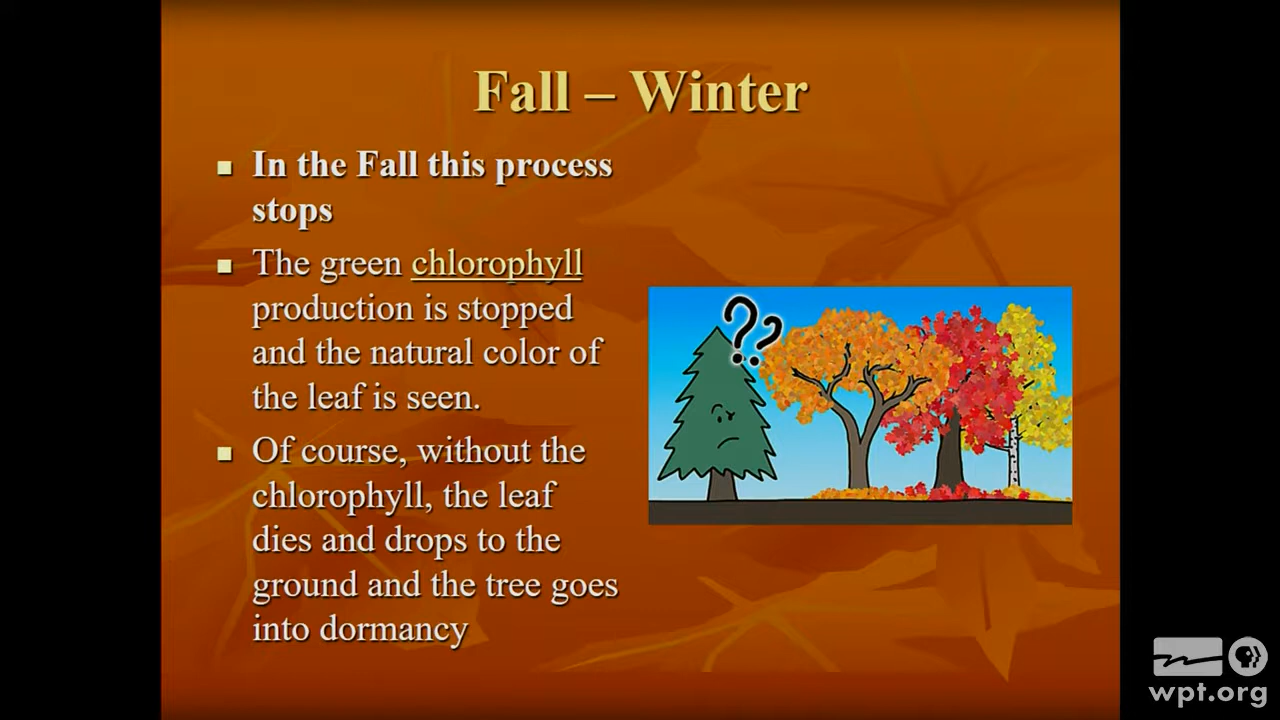 Fall – Winter
In the Fall this process
stops
The green chlorophyll
production is stopped
and the natural color of
the leaf is seen.
Of course, without the
chlorophyll, the leaf
dies and drops to the
ground and the tree goes
into dormancy
??
wpt.org